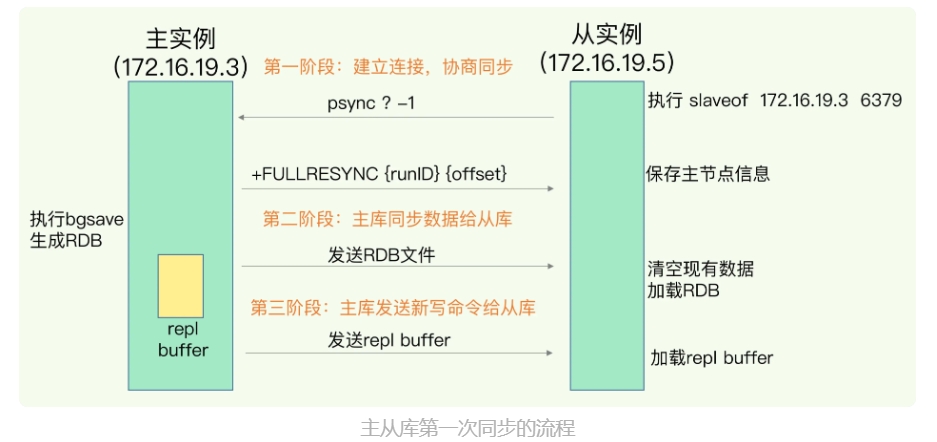 主实例
(172.16.19.3)
从实例
(172.16.19.5)
第一阶段：建立连接，协商同步
执行 slaveof 172.16.19.3 6379
psync ? -1
+FULLRESYNC {runID} {offset}
保存主节点信息
执行bgsave
生成RDB
第二阶段：主库同步数据给从库
发送RDB文件
清空现有数据
加载RDB
第三阶段：主库发送新写命令给从库
repl
buffer
发送repl buffer
加载repl buffer
主从库第一次同步的流程